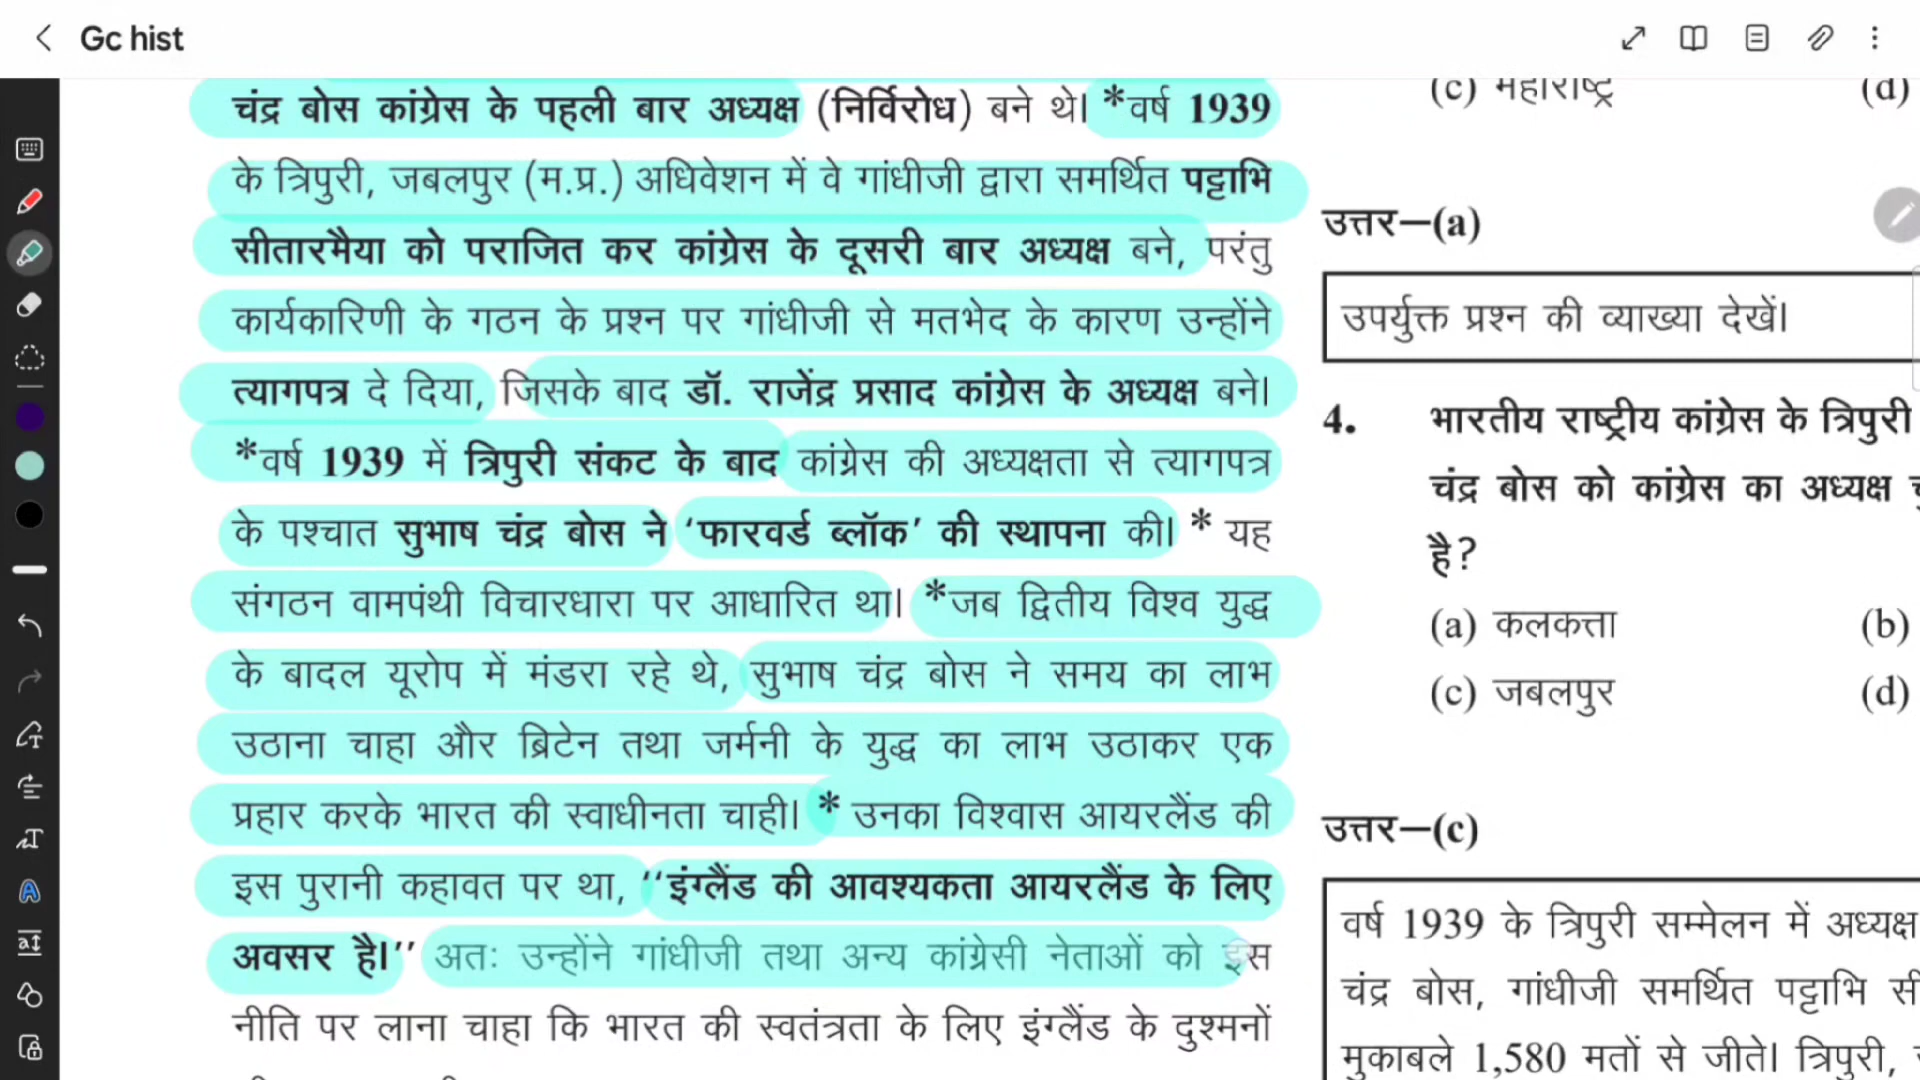 Gc hist
चंद्र बोस कांग्रेस के पहली बार अध्यक्ष (निर्विरोध) बने थे। *वर्ष 1939
के त्रिपुरी, जबलपुर (म.प्र.) अधिवेशन में वे गांधीजी द्वारा समर्थित पट्टाभि
सीतारमैया को पराजित कर कांग्रेस के दूसरी बार अध्यक्ष बने, परंतु
कार्यकारिणी के गठन के प्रश्न पर गांधीजी से मतभेद के कारण उन्होंने
त्यागपत्र दे दिया, जिसके बाद डॉ. राजेंद्र प्रसाद कांग्रेस के अध्यक्ष बने।
*वर्ष 1939 में त्रिपुरी संकट के बाद कांग्रेस की अध्यक्षता से त्यागपत्र
के पश्चात सुभाष चंद्र बोस ने ‘फारवर्ड ब्लॉक’ की स्थापना की। * यह
संगठन वामपंथी विचारधारा पर आधारित था। *जब द्वितीय विश्व युद्ध
के बादल यूरोप में मंडरा रहे थे, सुभाष चंद्र बोस ने समय का लाभ
उठाना चाहा और ब्रिटेन तथा जर्मनी के युद्ध का लाभ उठाकर एक
प्रहार करके भारत की स्वाधीनता चाही। * उनका विश्वास आयरलैंड की
इस पुरानी कहावत पर था, ‘‘इंग्लैंड की आवश्यकता आयरलैंड के लिए
अवसर है।’’ अतः उन्होंने गांधीजी तथा अन्य कांग्रेसी नेताओं को इस
नीति पर लाना चाहा कि भारत की स्वतंत्रता के लिए इंग्लैंड के दुश्मनों
(c) महाराष्ट्र (d)
उत्तर—(a)
उपर्युक्त प्रश्न की व्याख्या देखें।
4. भारतीय राष्ट्रीय कांग्रेस के त्रिपुरी
चंद्र बोस को कांग्रेस का अध्यक्ष
है?
(a) कलकत्ता (b)
(c) जबलपुर (d)
उत्तर—(c)
वर्ष 1939 के त्रिपुरी सम्मेलन में अध्यक्ष
चंद्र बोस, गांधीजी समर्थित पट्टाभि सी
मुकाबले 1,580 मतों से जीते। त्रिपुरी,